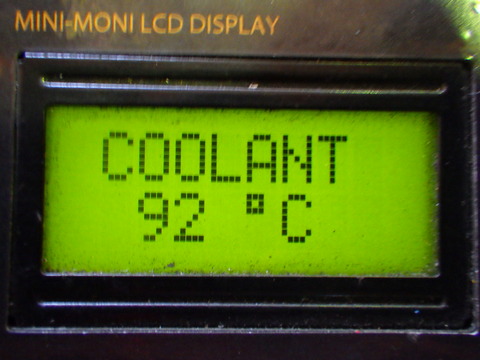 MINI-MONI LCD DISPLAY
COOLANT
92 °C